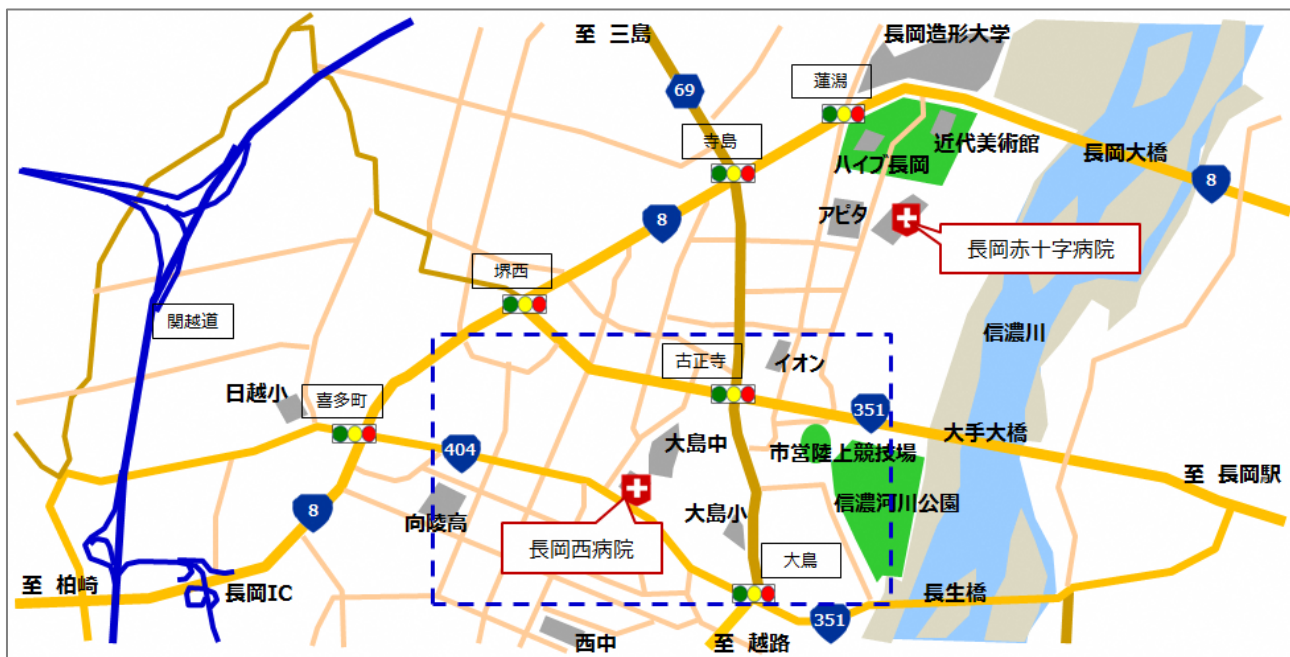 至 三島
長岡造形大学
蓮潟
69
寺島
近代美術館
ハイブ長岡
長岡大橋
8
8
アピタ
長岡赤十字病院
堺西
関越道
信濃川
古正寺
イオン
日越小
喜多町
351
大手大橋
404
大島中
市営陸上競技場
至 長岡駅
8
向陵高
大島小
信濃河川公園
長岡西病院
大鳥
至 柏崎
長岡IC
長生橋
351
西中
至 越路